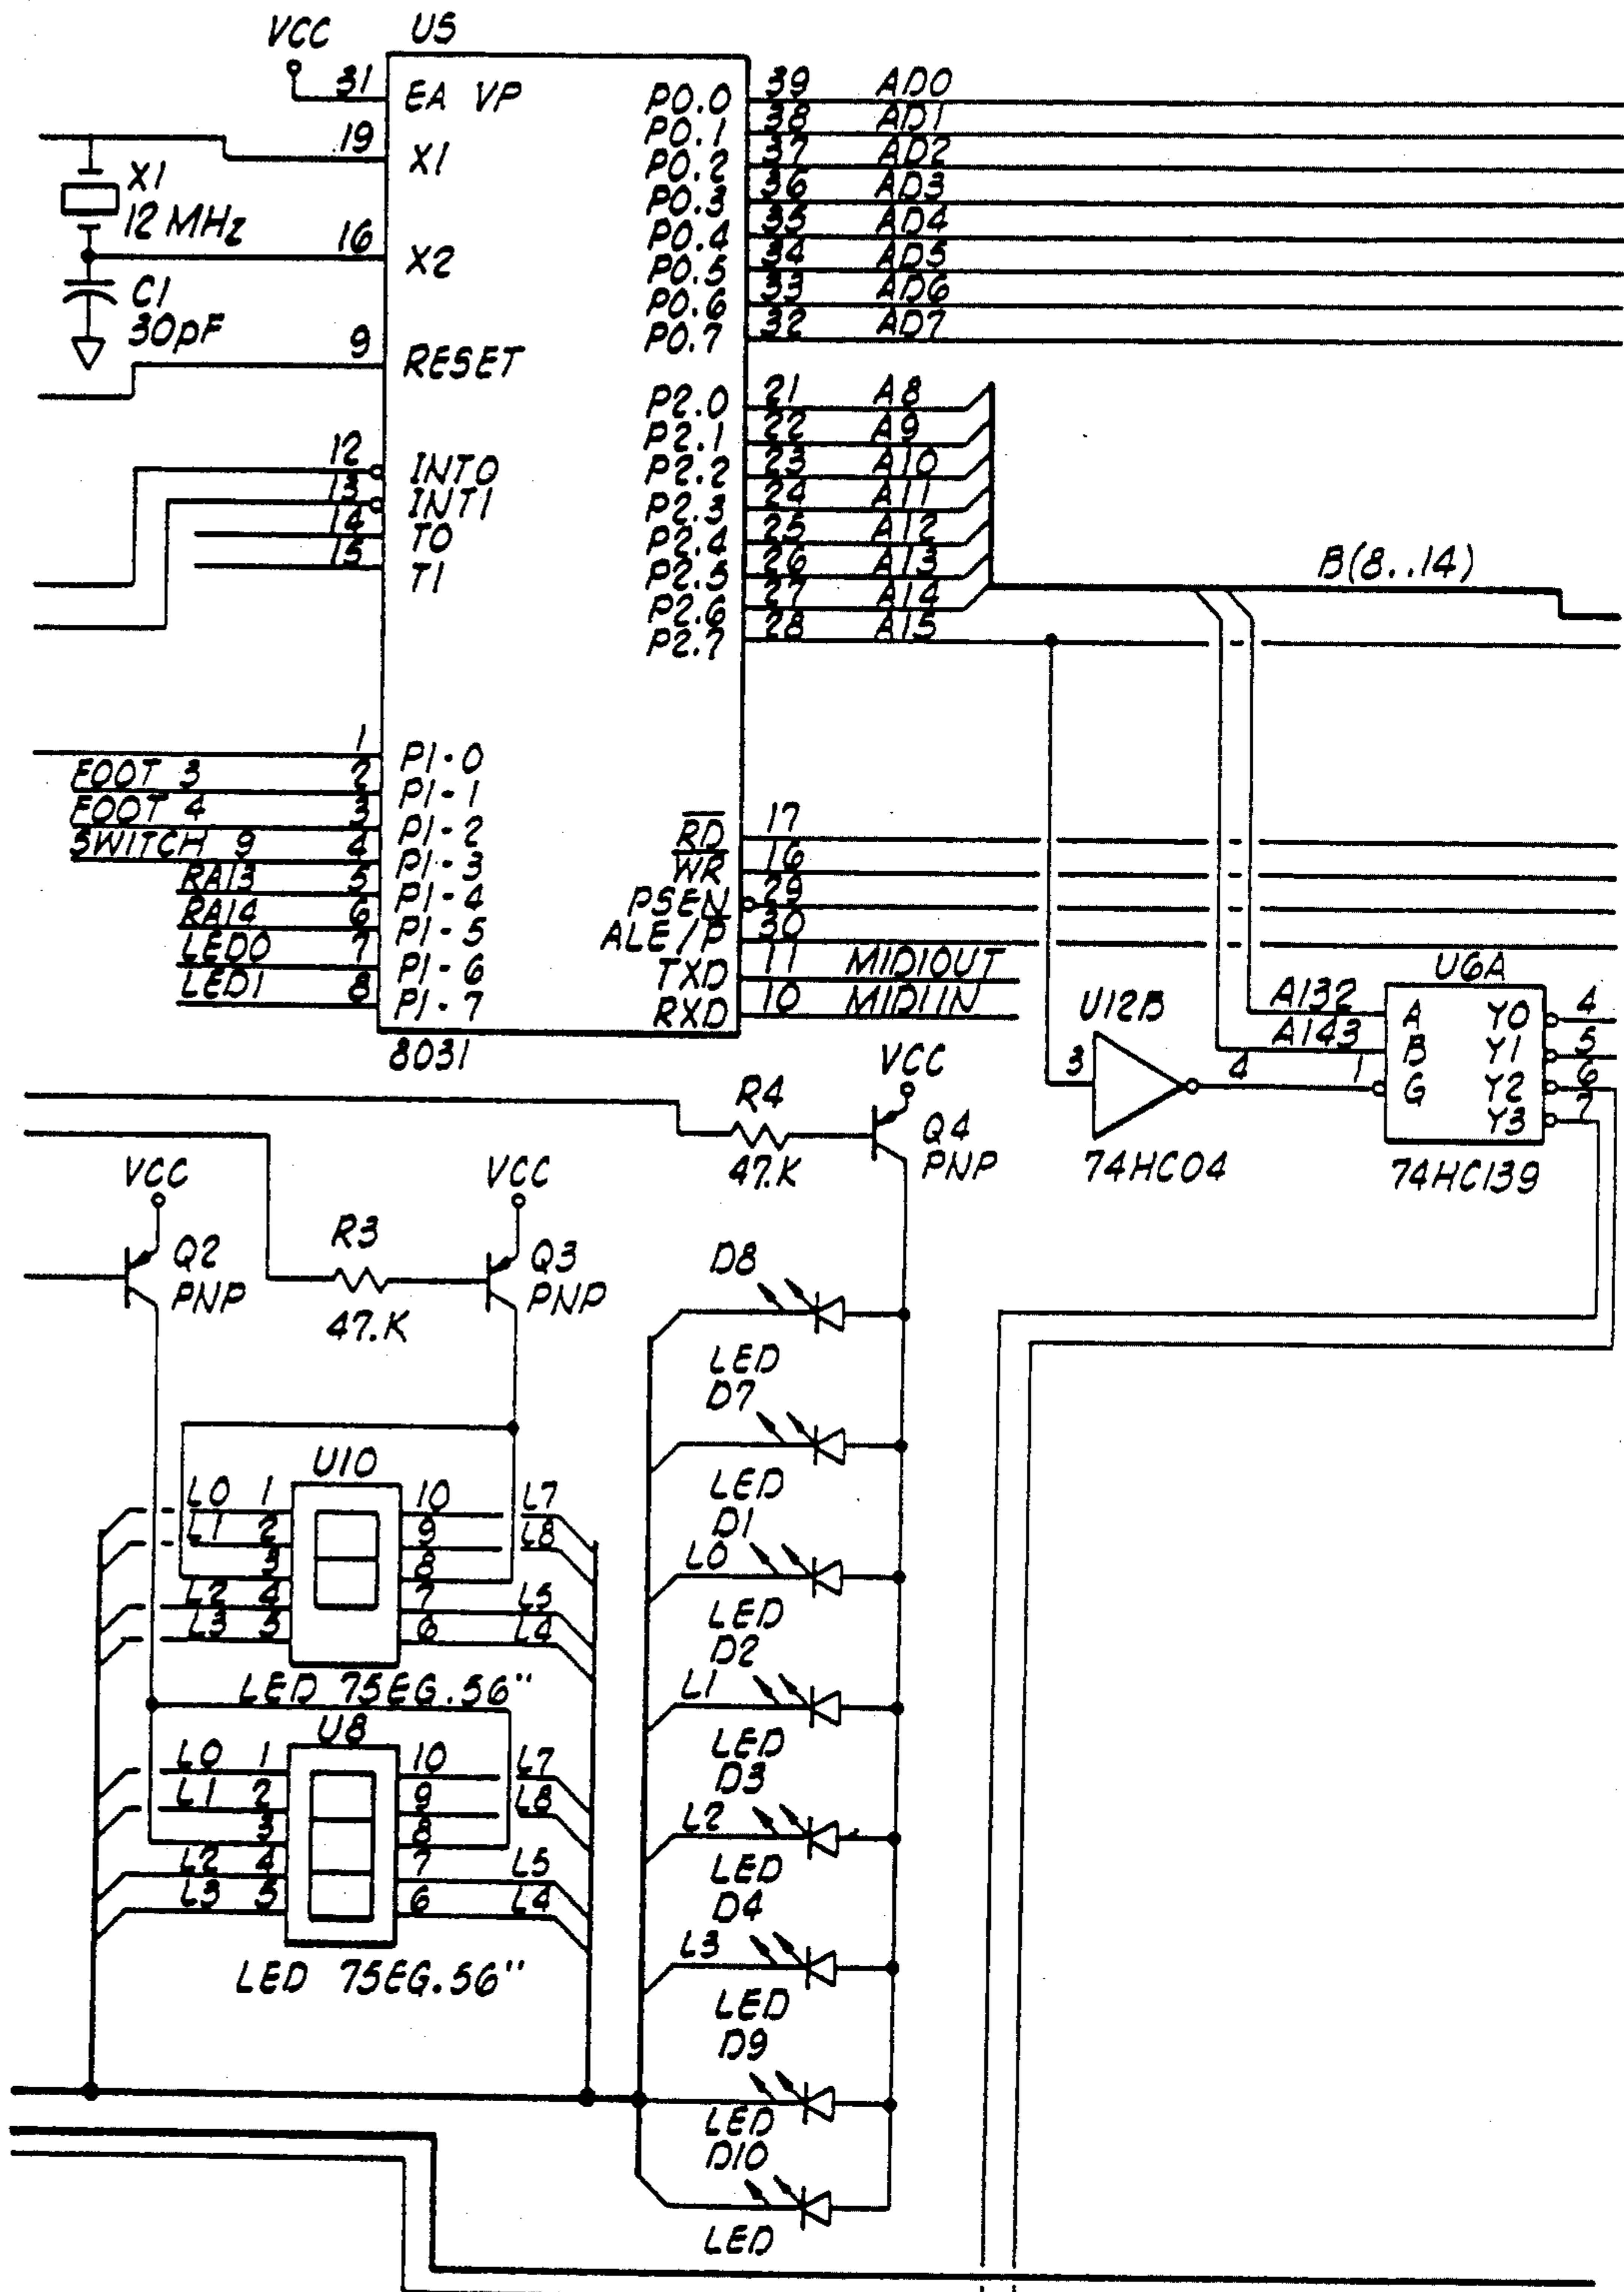 VCC
U5
31
EA VP
19
X1
X1
12 MHz
16
X2
C1
30pF
9
RESET
12
INT0
13
INT1
14
T0
15
T1
1
P1-0
FOOT 3
2
P1-1
FOOT 4
3
P1-2
SWITCH 9
4
P1-3
RA13
5
P1-4
RA14
6
P1-5
LED0
7
P1-6
LED1
8
P1-7
8031
P0.0 39 AD0
P0.1 38 AD1
P0.2 37 AD2
P0.3 36 AD3
P0.4 35 AD4
P0.5 34 AD5
P0.6 33 AD6
P0.7 32 AD7
P2.0 21 A8
P2.1 22 A9
P2.2 23 A10
P2.3 24 A11
P2.4 25 A12
P2.5 26 A13
P2.6 27 A14
P2.7 28 A15
B(8..14)
RD 17
WR 16
PSEN 29
ALE/P 30
TXD 11 MIDIOUT
RXD 10 MIDIIN
U12B
3
4
74HC04
U6A
A132
A143
1
A Y0 4
B Y1 5
G Y2 6
Y3 7
74HC139
R4
47.K
VCC
Q4
PNP
VCC
Q2
PNP
R3
47.K
VCC
Q3
PNP
U10
L0 1 10 L7
L1 2 9 L8
3 8
L2 4 7 L5
L3 5 6 L4
LED 7SEG.56"
U8
L0 1 10 L7
L1 2 9 L8
3 8
L2 4 7 L5
L3 5 6 L4
LED 7SEG.56"
D8
LED
D7
LED
D1
L0
LED
D2
L1
LED
D3
L2
LED
D4
L3
LED
D9
LED
D10
LED